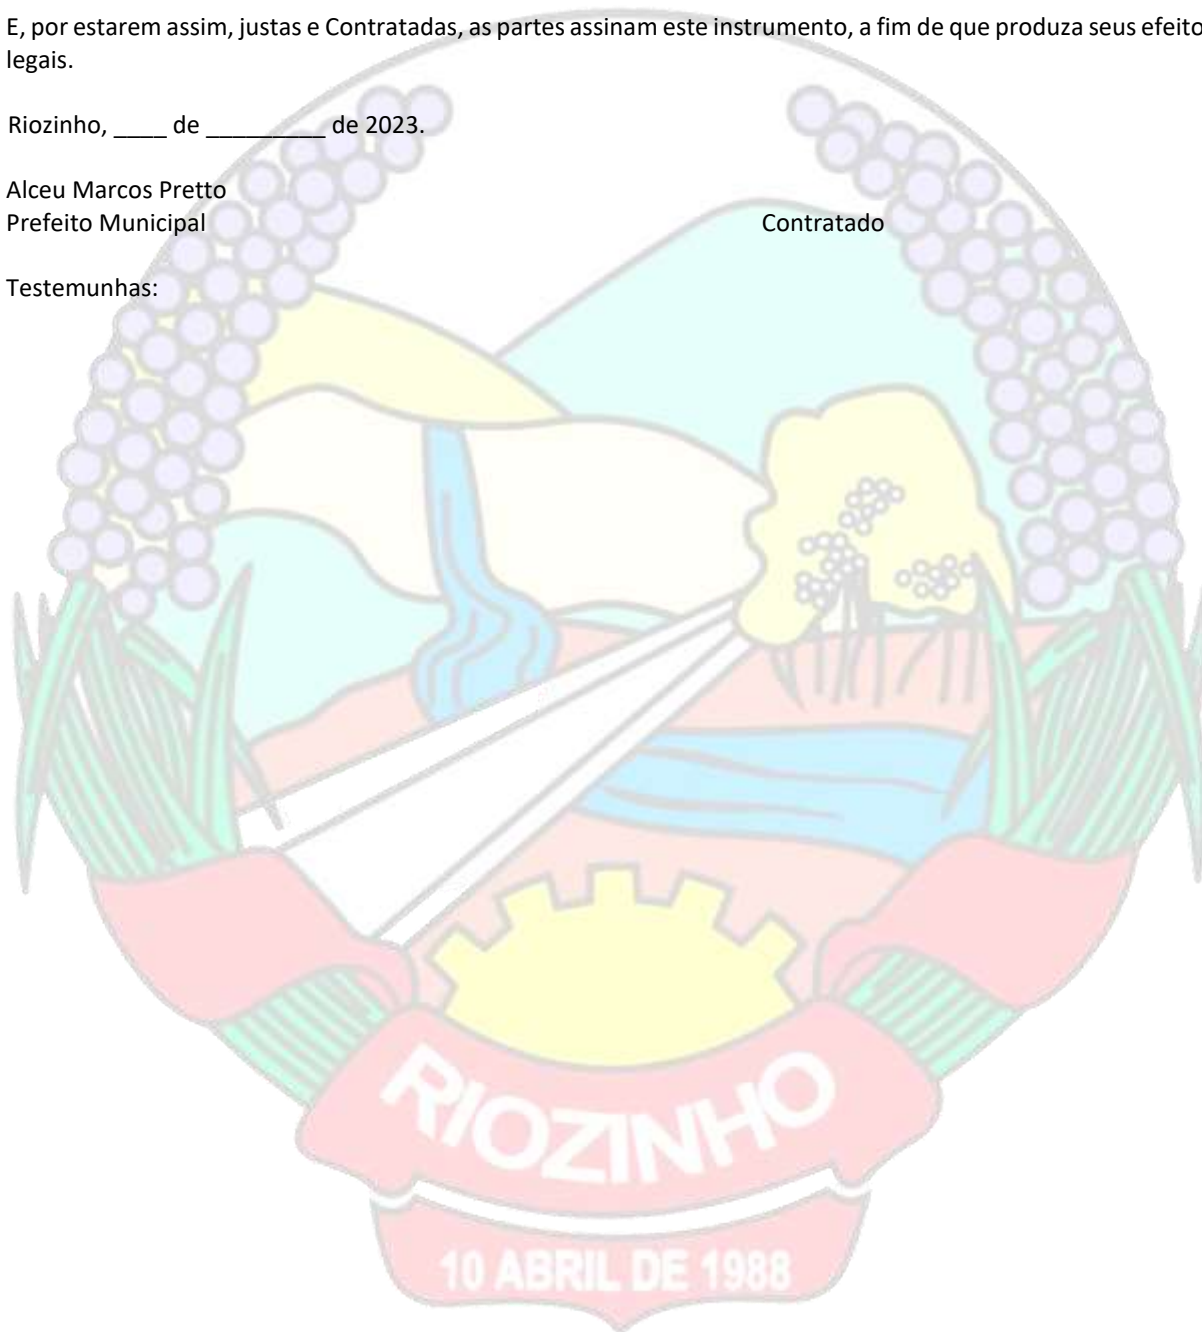 E, por estarem assim, justas e Contratadas, as partes assinam este instrumento, a fim de que produza seus efeito
legais.
Riozinho, ____ de _________ de 2023.
Alceu Marcos Pretto
Prefeito Municipal Contratado
Testemunhas:
RIOZINHO
10 ABRIL DE 1988